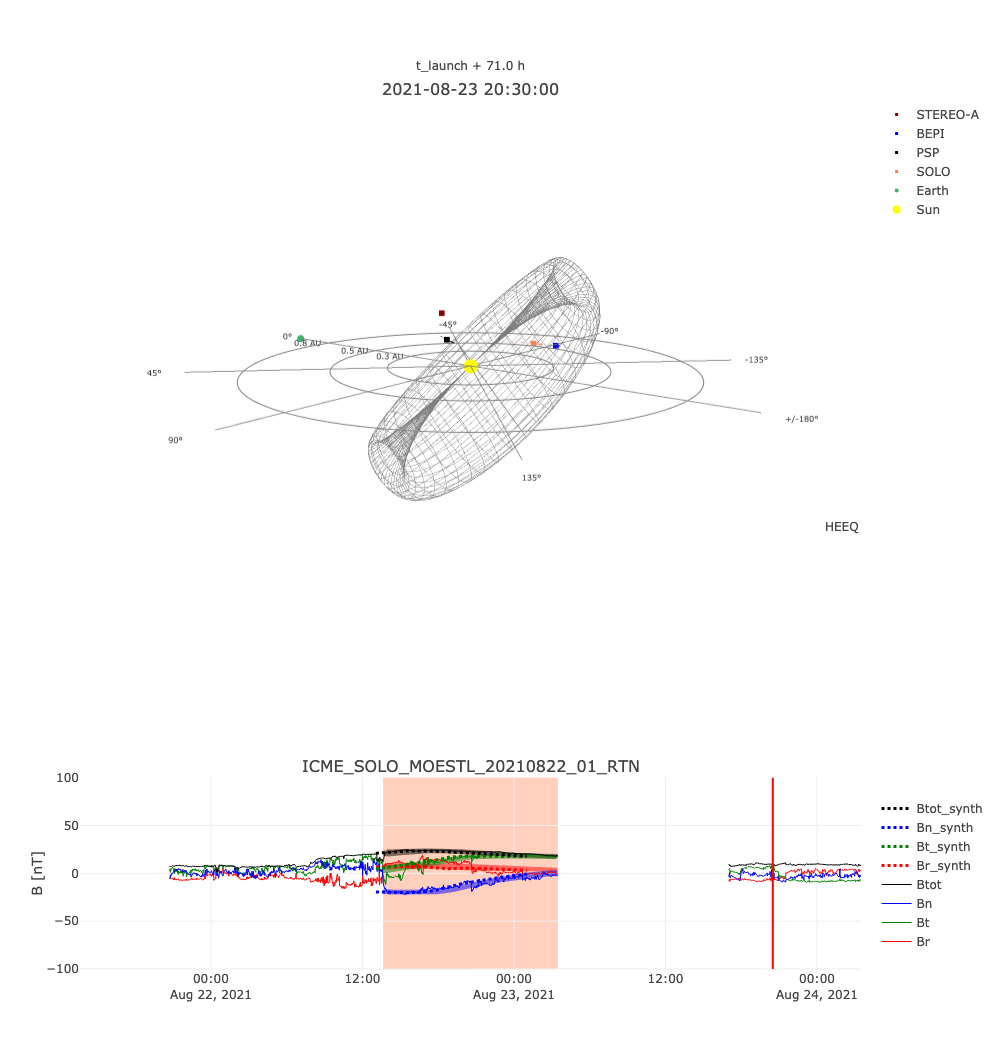 t_launch + 71.0 h
2021-08-23 20:30:00
STEREO-A
BEPI
PSP
SOLO
Earth
Sun
-45°
-90°
0°
0.8 AU
0.5 AU
0.3 AU
-135°
45°
+/-180°
90°
135°
HEEQ
ICME_SOLO_MOESTL_20210822_01_RTN
100
50
0
−50
−100
B [nT]
Btot_synth
Bn_synth
Bt_synth
Br_synth
Btot
Bn
Bt
Br
00:00
12:00
00:00
12:00
00:00
Aug 22, 2021
Aug 23, 2021
Aug 24, 2021